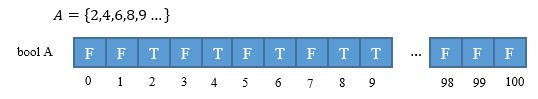 A = {2,4,6,8,9 ...}
bool A F F T F T F T F T T ... F F F
0 1 2 3 4 5 6 7 8 9 98 99 100